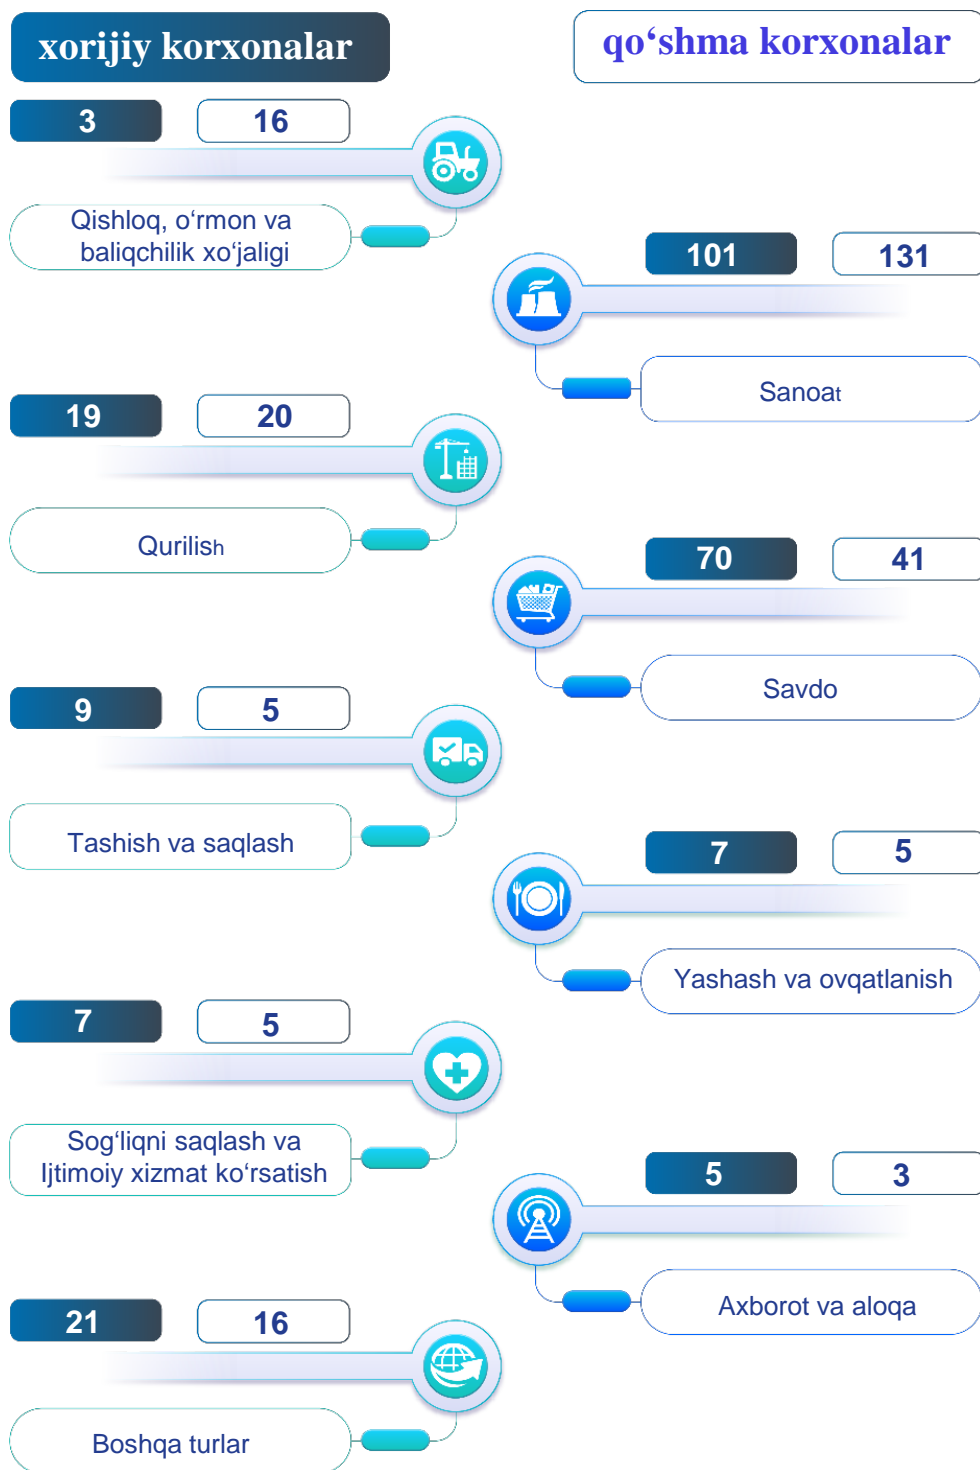 xorijiy korxonalar
qo‘shma korxonalar
3
16
Qishloq, o‘rmon va
baliqchilik xo‘jaligi
101
131
Sanoat
19
20
Qurilish
70
41
Savdo
9
5
Tashish va saqlash
7
5
Yashash va ovqatlanish
7
5
Sog‘liqni saqlash va
Ijtimoiy xizmat ko‘rsatish
5
3
Axborot va aloqa
21
16
Boshqa turlar